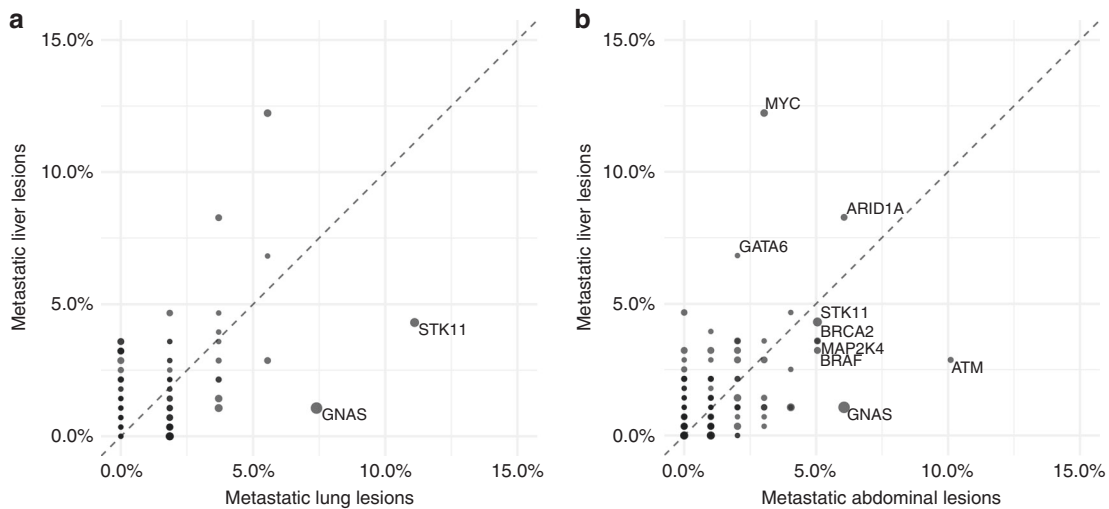 a
15.0%
10.0%
5.0%
0.0%
Metastatic liver lesions
STK11
GNAS
0.0%
5.0%
10.0%
15.0%
Metastatic lung lesions
b
15.0%
10.0%
5.0%
0.0%
Metastatic liver lesions
MYC
ARID1A
GATA6
STK11
BRCA2
MAP2K4
BRAF
ATM
GNAS
0.0%
5.0%
10.0%
15.0%
Metastatic abdominal lesions